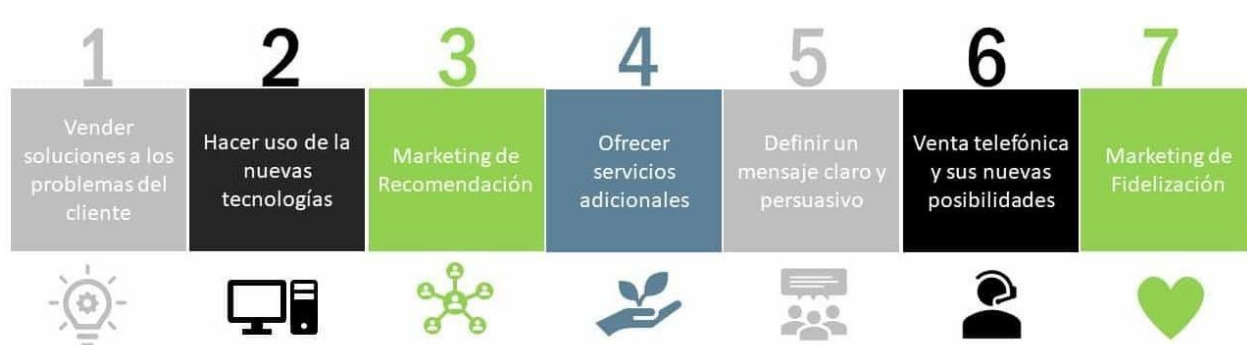 1
Vender
soluciones a los
problemas del
cliente
2
Hacer uso de la
nuevas
tecnologías
3
Marketing de
Recomendación
4
Ofrecer
servicios
adicionales
5
Definir un
mensaje claro y
persuasivo
6
Venta telefónica
y sus nuevas
posibilidades
7
Marketing de
Fidelización